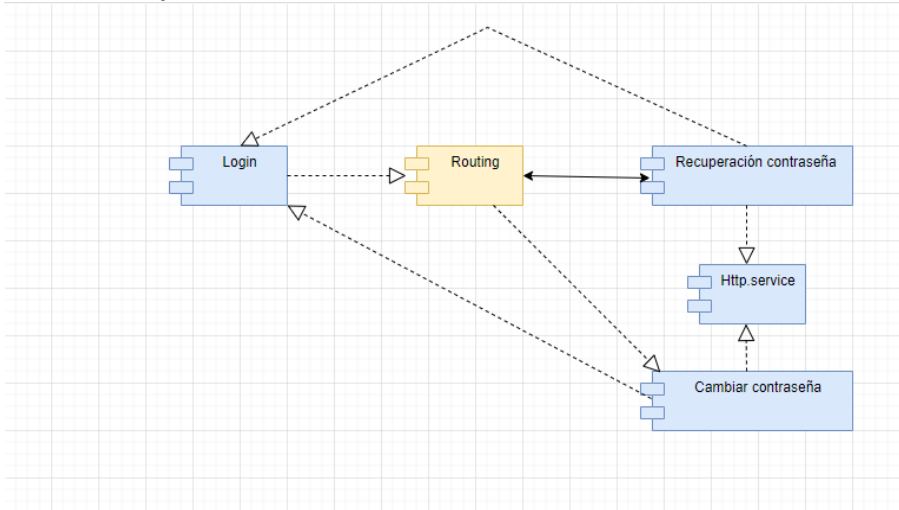 Login
Routing
Recuperación contraseña
Http.service
Cambiar contraseña